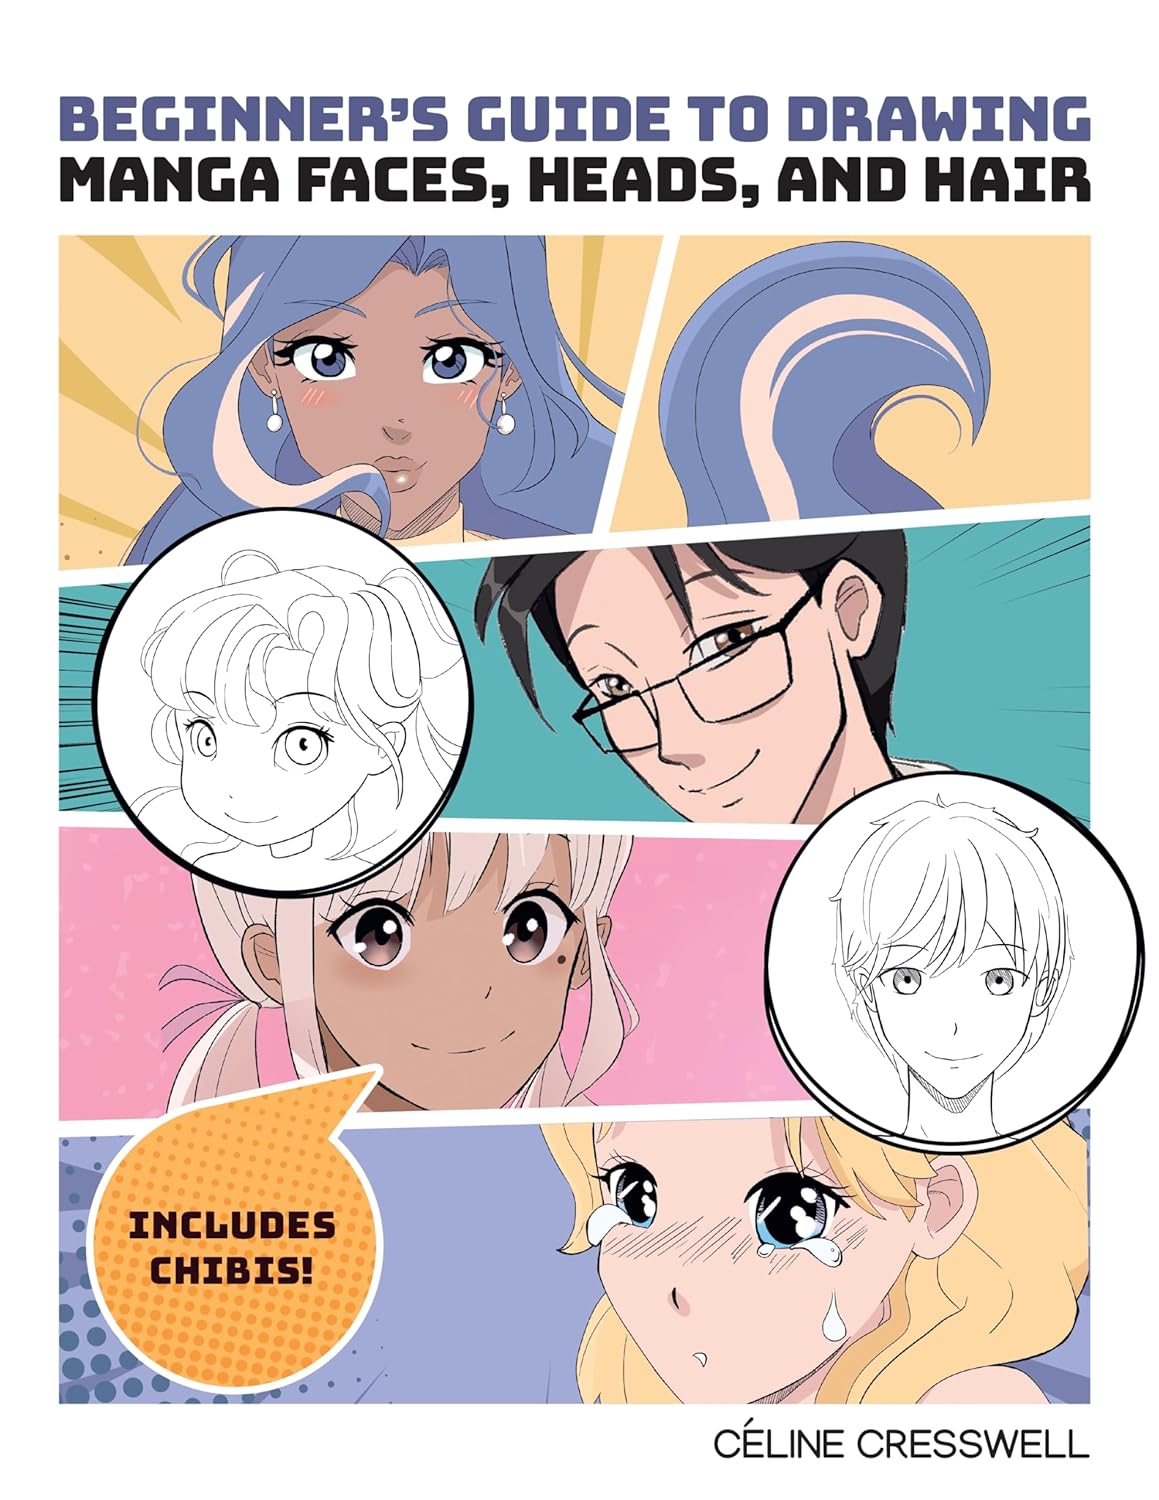 BEGINNER’S GUIDE TO DRAWING
MANGA FACES, HEADS, AND HAIR
INCLUDES
CHIBIS!
CÉLINE CRESSWELL